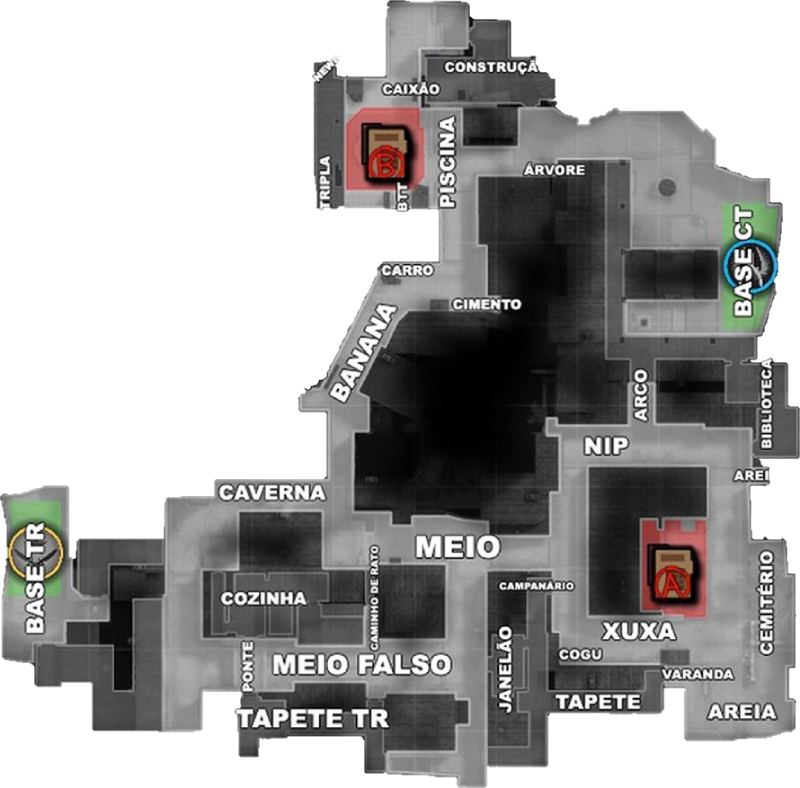 CONSTRUÇÃ
NEW
CAIXÃO
TRIPLA
B
BTT
PISCINA
ÁRVORE
BASE CT
CARRO
CIMENTO
BANANA
ARCO
BIBLIOTECA
NIP
AREI
CAVERNA
BASE TR
MEIO
COZINHA
CAMINHO DE RATO
CAMPANÁRIO
A
XUXA
CEMITÉRIO
PONTE
MEIO FALSO
JANELÃO
COGU
VARANDA
TAPETE
TAPETE TR
AREIA